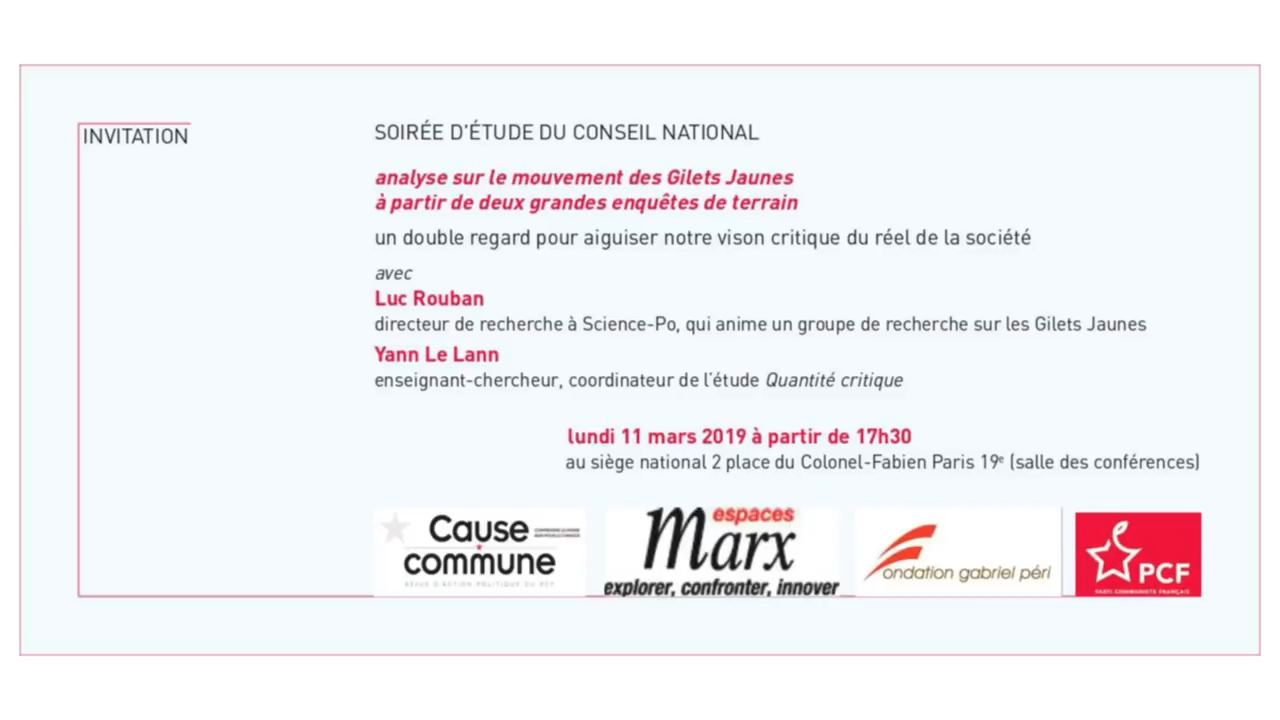 INVITATION
SOIRÉE D'ÉTUDE DU CONSEIL NATIONAL
analyse sur le mouvement des Gilets Jaunes
à partir de deux grandes enquêtes de terrain
un double regard pour aiguiser notre vison critique du réel de la société
avec
Luc Rouban
directeur de recherche à Science-Po, qui anime un groupe de recherche sur les Gilets Jaunes
Yann Le Lann
enseignant-chercheur, coordinateur de l'étude Quantité critique
lundi 11 mars 2019 à partir de 17h30
au siège national 2 place du Colonel-Fabien Paris 19e (salle des conférences)
Cause
commune
REVUE D'ACTION POLITIQUE DU PCF
espaces
Marx
explorer, confronter, innover
fondation gabriel péri
PCF
PARTI COMMUNISTE FRANÇAIS